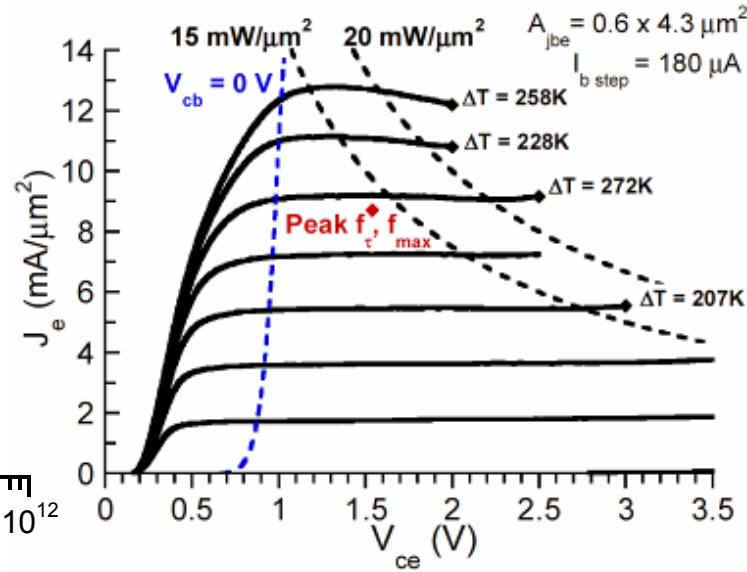 15 mW/μm² 20 mW/μm² A_jbe = 0.6 x 4.3 μm²
I_b step = 180 μA
V_cb = 0 V
ΔT = 258K
ΔT = 228K
ΔT = 272K
Peak f_τ, f_max
ΔT = 207K
J_e (mA/μm²)
14
12
10
8
6
4
2
0
0 0.5 1 1.5 2 2.5 3 3.5
V_ce (V)
10¹²